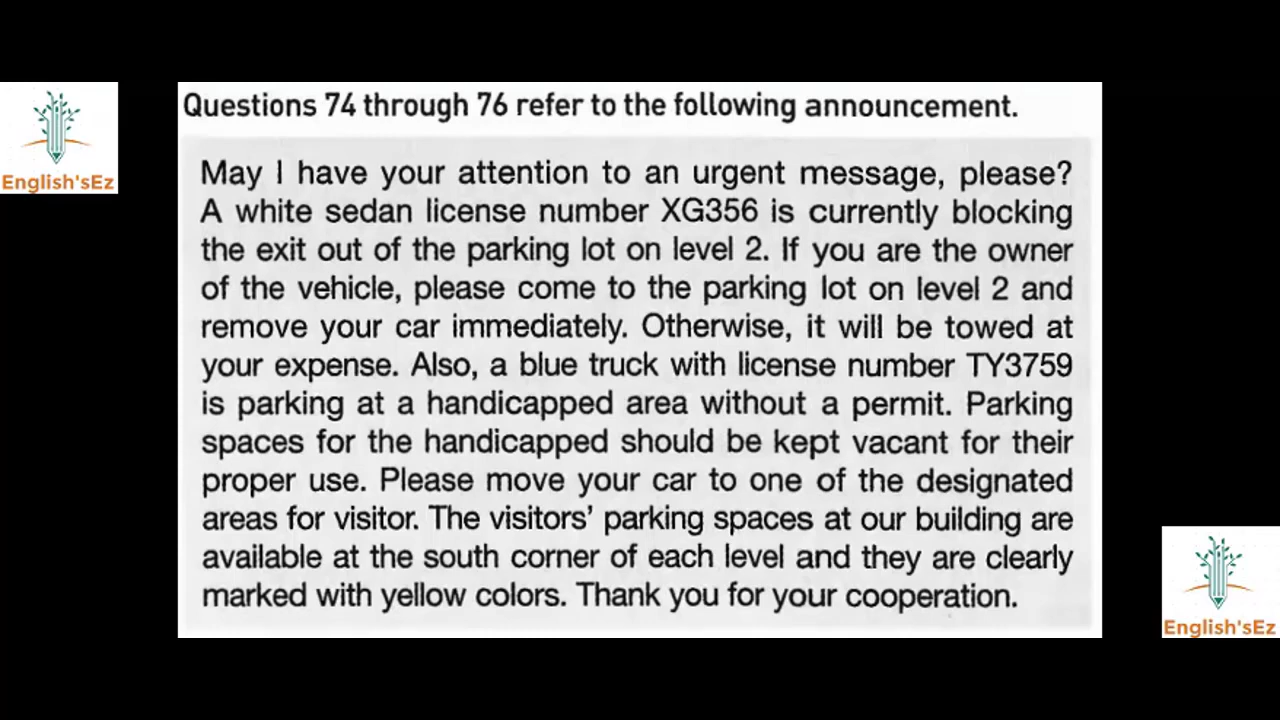 Questions 74 through 76 refer to the following announcement.
May I have your attention to an urgent message, please?
A white sedan license number XG356 is currently blocking
the exit out of the parking lot on level 2. If you are the owner
of the vehicle, please come to the parking lot on level 2 and
remove your car immediately. Otherwise, it will be towed at
your expense. Also, a blue truck with license number TY3759
is parking at a handicapped area without a permit. Parking
spaces for the handicapped should be kept vacant for their
proper use. Please move your car to one of the designated
areas for visitor. The visitors' parking spaces at our building are
available at the south corner of each level and they are clearly
marked with yellow colors. Thank you for your cooperation.
English'sEz
English'sEz